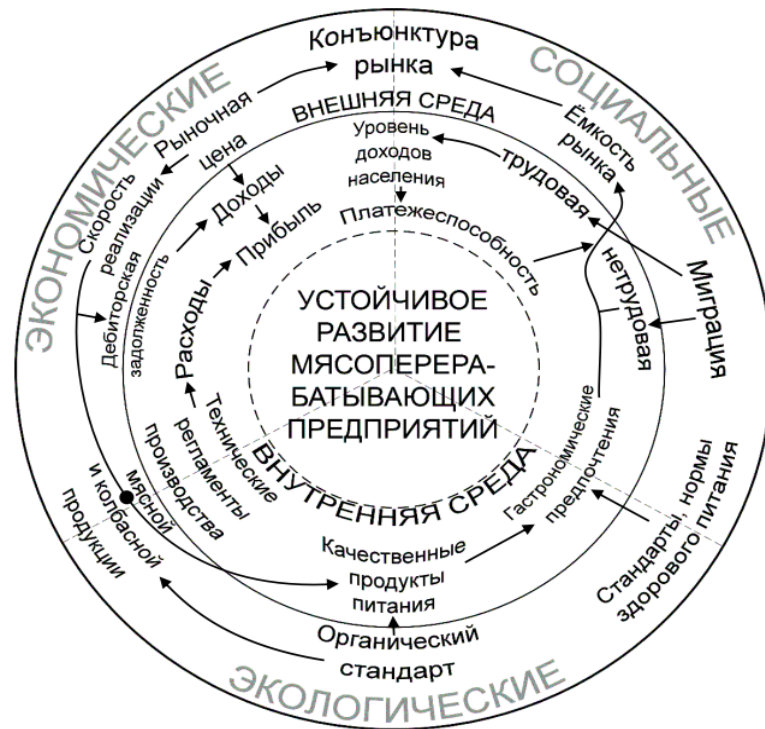 Конъюнктура
рынка
ЭКОНОМИЧЕСКИЕ
СОЦИАЛЬНЫЕ
ВНЕШНЯЯ СРЕДА
Рыночная
цена
Ёмкость
рынка
Уровень
доходов
населения
трудовая
Скорость
реализации
Доходы
Прибыль
Платежеспособность
Дебиторская
задолженность
Расходы
нетрудовая
Миграция
УСТОЙЧИВОЕ
РАЗВИТИЕ
МЯСОПЕРЕРА-
БАТЫВАЮЩИХ
ПРЕДПРИЯТИЙ
ВНУТРЕННЯЯ СРЕДА
Технические
регламенты
производства
мясной
и колбасной
продукции
Гастрономические
предпочтения
Стандарты, нормы
здорового питания
Качественные
продукты
питания
Органический
стандарт
ЭКОЛОГИЧЕСКИЕ